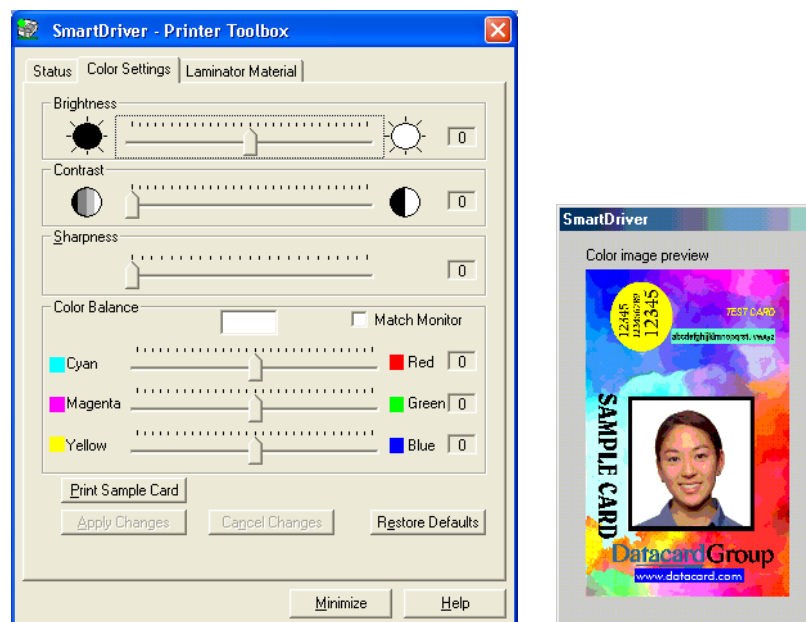 SmartDriver - Printer Toolbox
Status Color Settings Laminator Material
Brightness
0
Contrast
0
Sharpness
0
Color Balance
Match Monitor
Cyan Red 0
Magenta Green 0
Yellow Blue 0
Print Sample Card
Apply Changes Cancel Changes Restore Defaults
Minimize Help
SmartDriver
Color image preview
12345
123456789
12345
TEST CARD
SAMPLE CARD
DatacardGroup
www.datacard.com